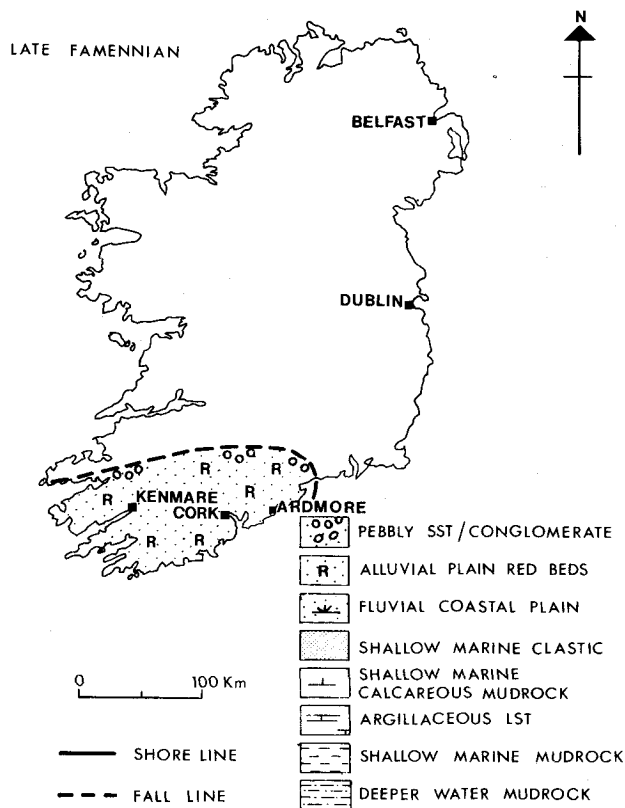 N
LATE FAMENNIAN
BELFAST
DUBLIN
R
R
R
R
KENMARE
CORK
ARDMORE
R
R
PEBBLY SST/CONGLOMERATE
R
ALLUVIAL PLAIN RED BEDS
FLUVIAL COASTAL PLAIN
SHALLOW MARINE CLASTIC
SHALLOW MARINE
CALCAREOUS MUDROCK
ARGILLACEOUS LST
SHALLOW MARINE MUDROCK
DEEPER WATER MUDROCK
0 100 Km
SHORE LINE
FALL LINE